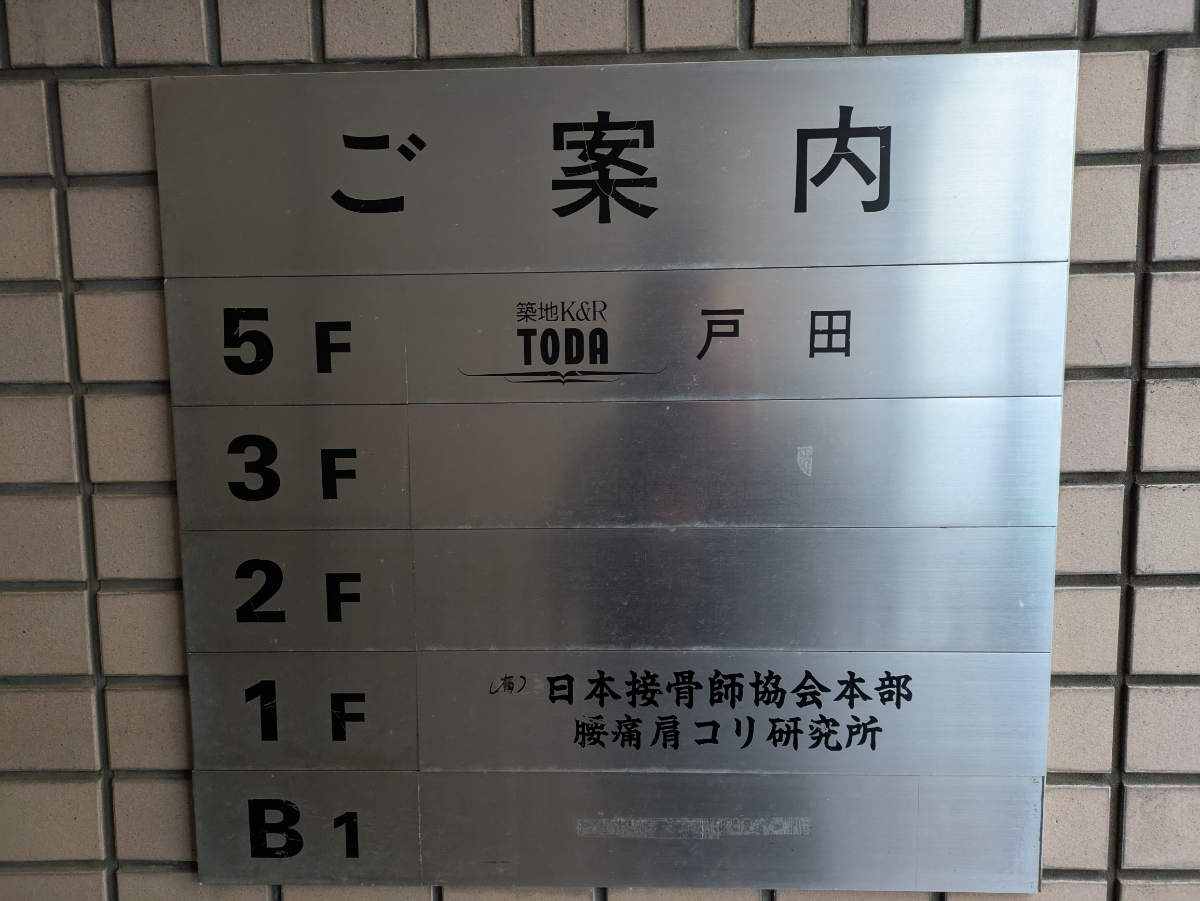 ご案内
5F 築地K&R TODA 戸田
3F
2F
1F (有) 日本接骨師協会本部
腰痛肩コリ研究所
B1